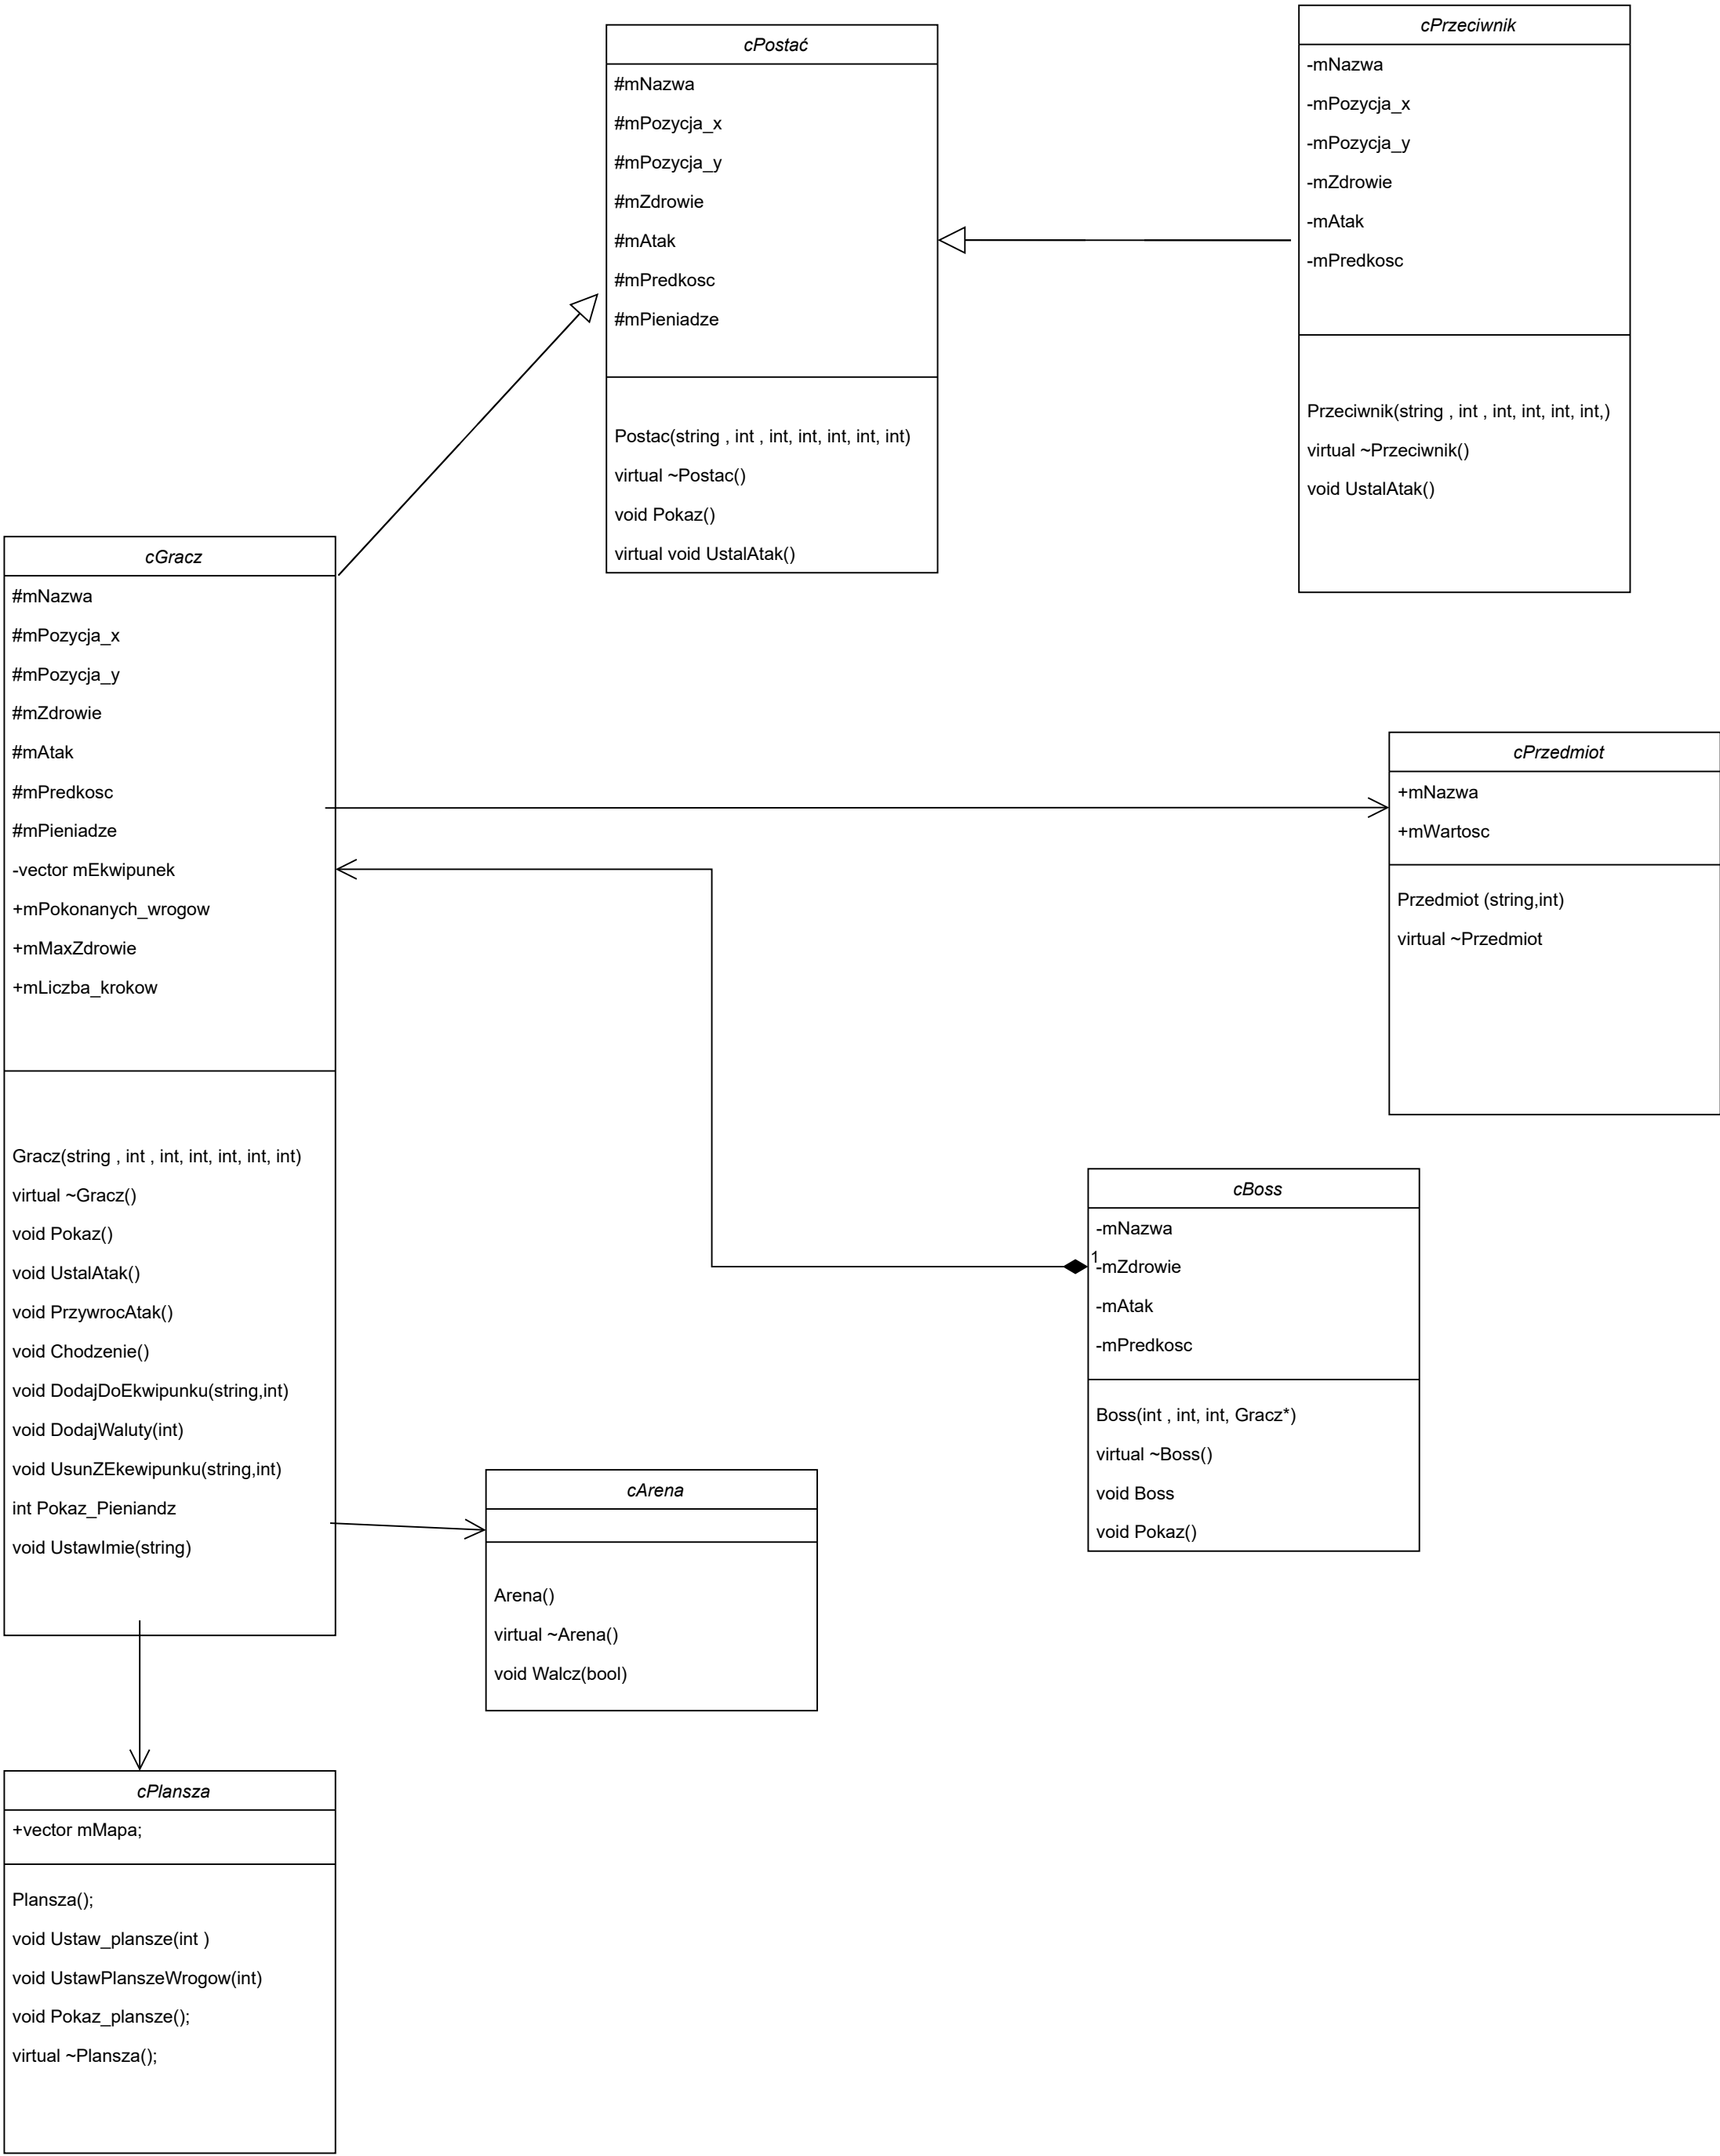 cPostać
#mNazwa
#mPozycja_x
#mPozycja_y
#mZdrowie
#mAtak
#mPredkosc
#mPieniadze
Postac(string , int , int, int, int, int, int)
virtual ~Postac()
void Pokaz()
virtual void UstalAtak()
cPrzeciwnik
-mNazwa
-mPozycja_x
-mPozycja_y
-mZdrowie
-mAtak
-mPredkosc
Przeciwnik(string , int , int, int, int, int,)
virtual ~Przeciwnik()
void UstalAtak()
cGracz
#mNazwa
#mPozycja_x
#mPozycja_y
#mZdrowie
#mAtak
#mPredkosc
#mPieniadze
-vector mEkwipunek
+mPokonanych_wrogow
+mMaxZdrowie
+mLiczba_krokow
Gracz(string , int , int, int, int, int, int)
virtual ~Gracz()
void Pokaz()
void UstalAtak()
void PrzywrocAtak()
void Chodzenie()
void DodajDoEkwipunku(string,int)
void DodajWaluty(int)
void UsunZEkewipunku(string,int)
int Pokaz_Pieniandz
void UstawImie(string)
cPrzedmiot
+mNazwa
+mWartosc
Przedmiot (string,int)
virtual ~Przedmiot
cBoss
-mNazwa
1
-mZdrowie
-mAtak
-mPredkosc
Boss(int , int, int, Gracz*)
virtual ~Boss()
void Boss
void Pokaz()
cArena
Arena()
virtual ~Arena()
void Walcz(bool)
cPlansza
+vector mMapa;
Plansza();
void Ustaw_plansze(int )
void UstawPlanszeWrogow(int)
void Pokaz_plansze();
virtual ~Plansza();